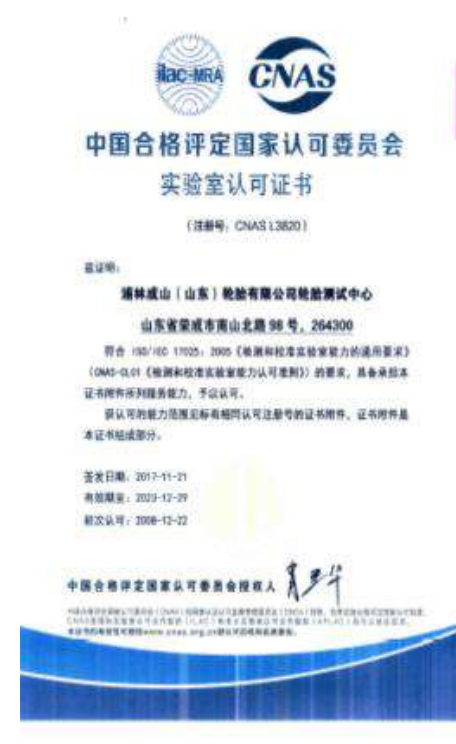 ilac-MRA
CNAS
中国合格评定国家认可委员会
实验室认可证书
(注册号: CNAS L3820)
兹证明:
浦林成山(山东)轮胎有限公司轮胎测试中心
山东省荣成市南山北路 98 号, 264300
符合 ISO/IEC 17025: 2005《检测和校准实验室能力的通用要求》
(CNAS-CL01《检测和校准实验室能力认可准则》)的要求, 具备承担本
证书附件所列服务能力, 予以认可。
获认可的能力范围见标有相同认可注册号的证书附件, 证书附件是
本证书组成部分。
签发日期: 2017-11-21
有效期至: 2023-12-29
初次认可: 2008-12-22
中国合格评定国家认可委员会授权人